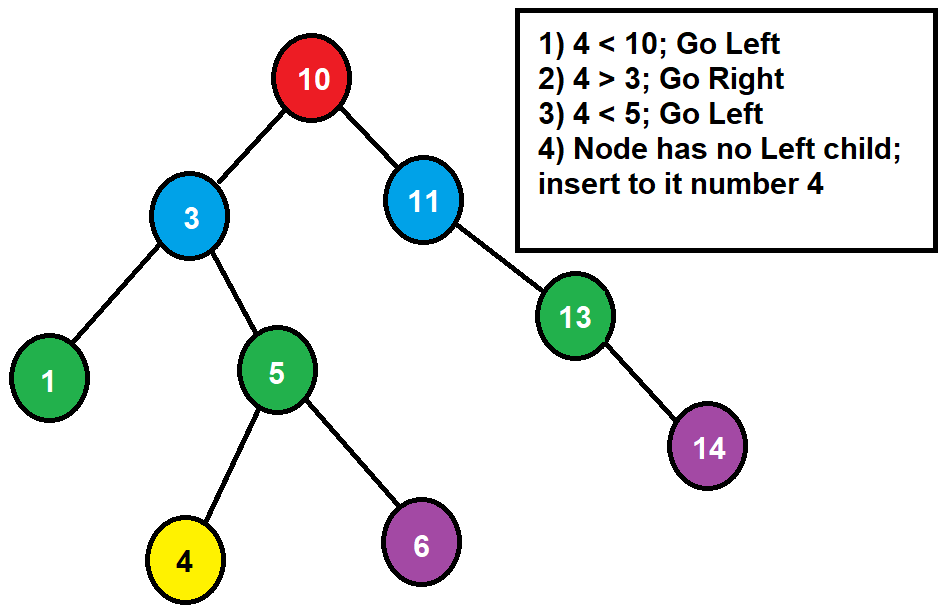 1) 4 < 10; Go Left
2) 4 > 3; Go Right
3) 4 < 5; Go Left
4) Node has no Left child;
insert to it number 4
10
3
11
13
1
5
14
4
6